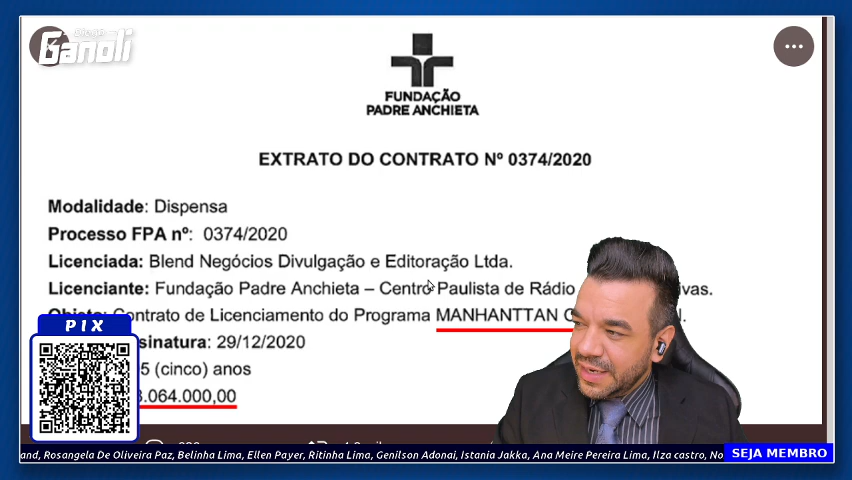 Ganoli
FUNDAÇÃO
PADRE ANCHIETA
EXTRATO DO CONTRATO Nº 0374/2020
Modalidade: Dispensa
Processo FPA nº: 0374/2020
Licenciada: Blend Negócios Divulgação e Editoração Ltda.
Licenciante: Fundação Padre Anchieta – Centro Paulista de Rádio
Contrato de Licenciamento do Programa MANHANTTAN
29/12/2020
5 (cinco) anos
.064.000,00
PIX
Rosangela De Oliveira Paz, Belinha Lima, Ellen Payer, Ritinha Lima, Genilson Adonai, Istania Jakka, Ana Meire Pereira Lima, Ilza castro,
SEJA MEMBRO